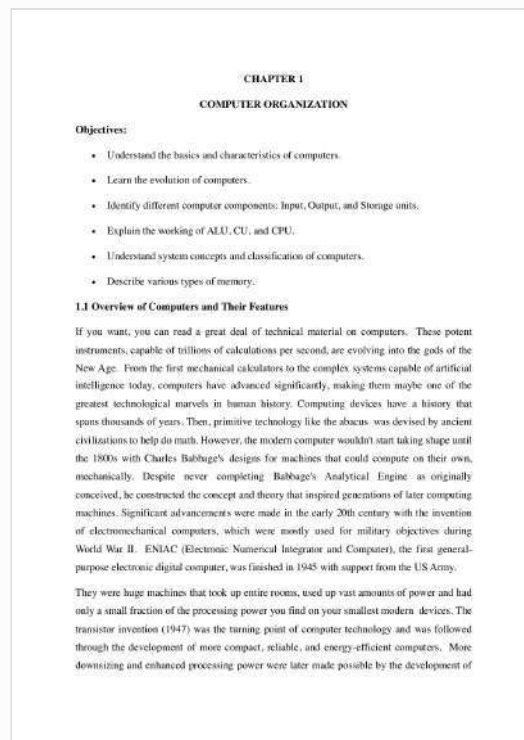 CHAPTER 1
COMPUTER ORGANIZATION
Objectives:
• Understand the basics and characteristics of computers.
• Learn the evolution of computers.
• Identify different computer components: Input, Output, and Storage units.
• Explain the working of ALU, CU, and CPU.
• Understand system concepts and classification of computers.
• Describe various types of memory.
1.1 Overview of Computers and Their Features
If you want, you can read a great deal of technical material on computers. These potent
instruments, capable of trillions of calculations per second, are evolving into the gods of the
New Age. From the first mechanical calculators to the complex systems capable of artificial
intelligence today, computers have advanced significantly, making them maybe one of the
greatest technological marvels in human history. Computing devices have a history that
spans thousands of years. Then, primitive technology like the abacus was devised by ancient
civilizations to help do math. However, the modern computer wouldn't start taking shape until
the 1800s with Charles Babbage's designs for machines that could compute on their own,
mechanically. Despite never completing Babbage's Analytical Engine as originally
conceived, he constructed the concept and theory that inspired generations of later computing
machines. Significant advancements were made in the early 20th century with the invention
of electromechanical computers, which were mostly used for military objectives during
World War II. ENIAC (Electronic Numerical Integrator and Computer), the first general-
purpose electronic digital computer, was finished in 1945 with support from the US Army.
They were huge machines that took up entire rooms, used up vast amounts of power and had
only a small fraction of the processing power you find on your smallest modern devices. The
transistor invention (1947) was the turning point of computer technology and was followed
through the development of more compact, reliable, and energy-efficient computers. More
downsizing and enhanced processing power were later made possible by the development of